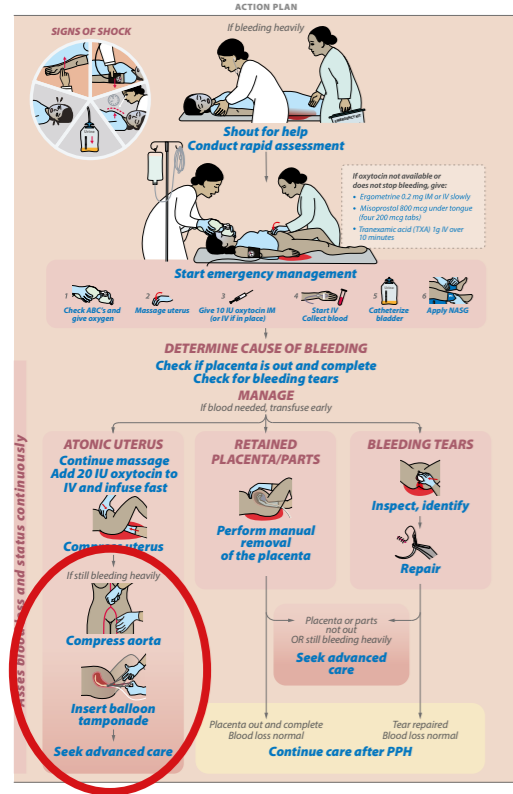 ACTION PLAN
SIGNS OF SHOCK
If bleeding heavily
Shout for help
Conduct rapid assessment
If oxytocin not available or
does not stop bleeding, give:
• Ergometrine 0.2 mg IM or IV slowly
• Misoprostol 800 mcg under tongue
(four 200 mcg tabs)
• Tranexamic acid (TXA) 1g IV over
10 minutes
Start emergency management
1
Check ABC's and
give oxygen
2
Massage uterus
3
Give 10 IU oxytocin IM
(or IV if in place)
4
Start IV
Collect blood
5
Catheterize
bladder
6
Apply NASG
DETERMINE CAUSE OF BLEEDING
Check if placenta is out and complete
Check for bleeding tears
MANAGE
If blood needed, transfuse early
Asses blood loss and status continuously
ATONIC UTERUS
Continue massage
Add 20 IU oxytocin to
IV and infuse fast
Compress uterus
If still bleeding heavily
Compress aorta
Insert balloon
tamponade
Seek advanced care
RETAINED
PLACENTA/PARTS
Perform manual
removal
of the placenta
BLEEDING TEARS
Inspect, identify
Repair
Placenta or parts
not out
OR still bleeding heavily
Seek advanced
care
Placenta out and complete
Blood loss normal
Tear repaired
Blood loss normal
Continue care after PPH